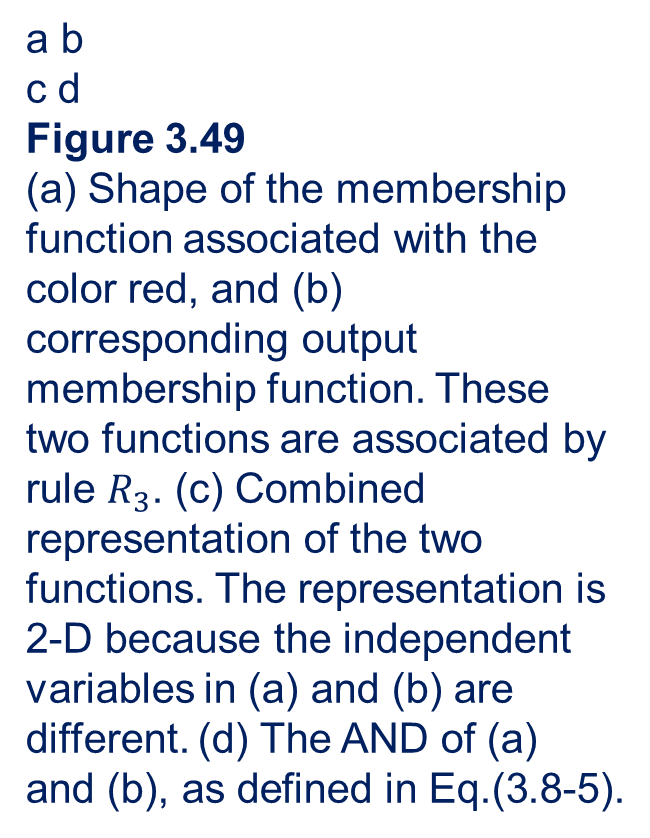 a b
c d
Figure 3.49
(a) Shape of the membership
function associated with the
color red, and (b)
corresponding output
membership function. These
two functions are associated by
rule R₃. (c) Combined
representation of the two
functions. The representation is
2-D because the independent
variables in (a) and (b) are
different. (d) The AND of (a)
and (b), as defined in Eq.(3.8-5).